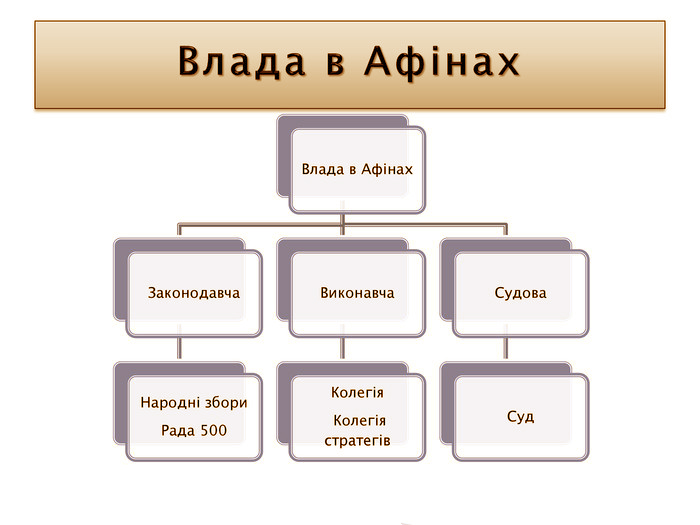 Влада в Афінах
Влада в Афінах
Законодавча
Виконавча
Судова
Народні збори
Рада 500
Колегія
Колегія
стратегів
Суд